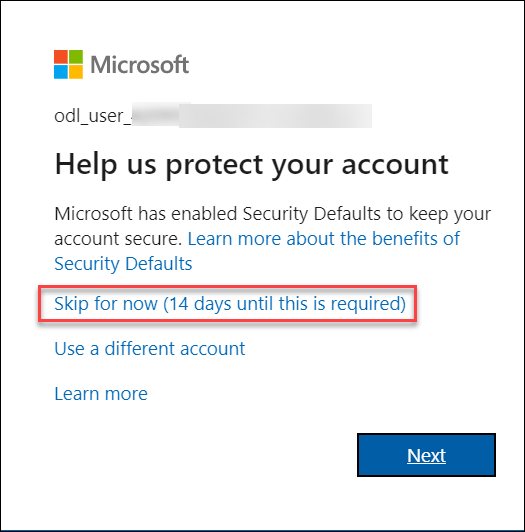 Microsoft
odl_user_
Help us protect your account
Microsoft has enabled Security Defaults to keep your
account secure. Learn more about the benefits of
Security Defaults
Skip for now (14 days until this is required)
Use a different account
Learn more
Next